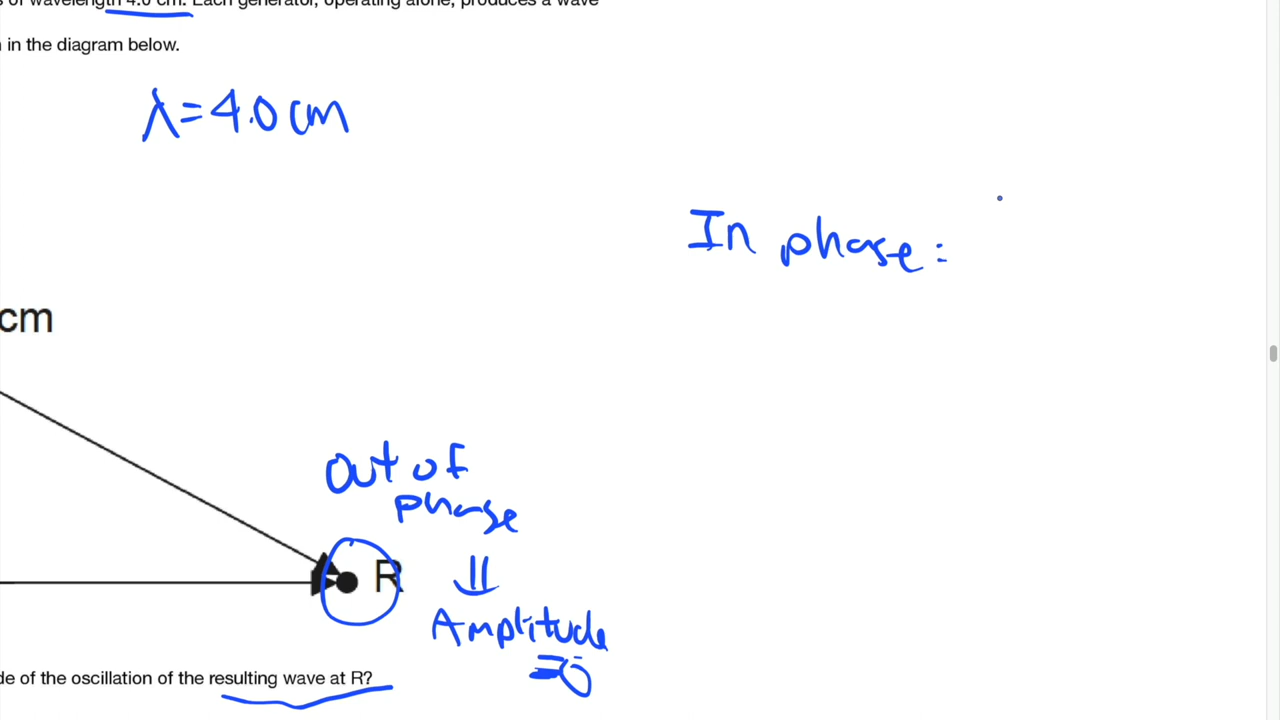 of wavelength 4.0 cm. Each generator, operating alone, produces a wave
in the diagram below.
λ=4.0 cm
In phase:
cm
out of
phase
R
Amplitude
=0
de of the oscillation of the resulting wave at R?